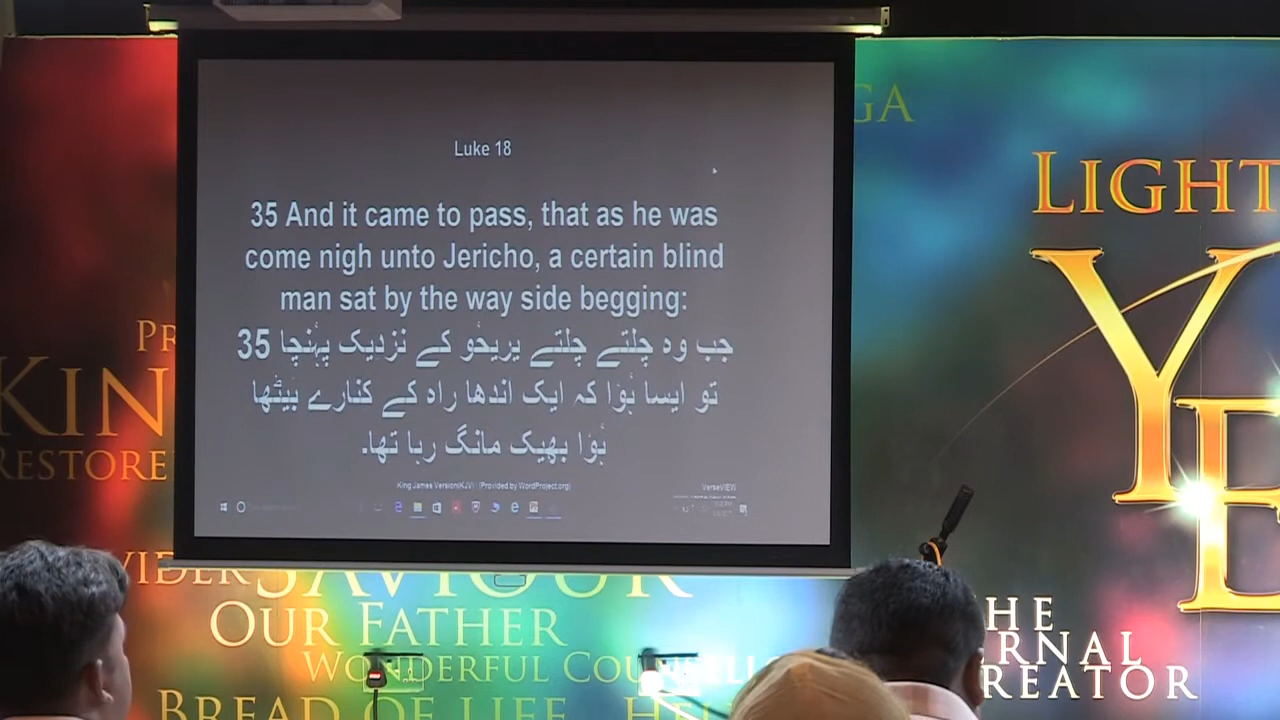 Luke 18
35 And it came to pass, that as he was
come nigh unto Jericho, a certain blind
man sat by the way side begging:
35 جب وہ چلتے چلتے یریحو کے نزدیک پہنچا
تو ایسا ہؤا کہ ایک اندھا راہ کے کنارے بیٹھا
ہؤا بھیک مانگ رہا تھا۔
King James Version(KJV) (Provided by WordProject.org)
VerseVIEW
GA
LIGHT
YE
PR
KIN
RESTORE
VIDER
SAVIOUR
OUR FATHER
WONDERFUL COUNSELL
BREAD OF LIFE
HE
RNAL
REATOR